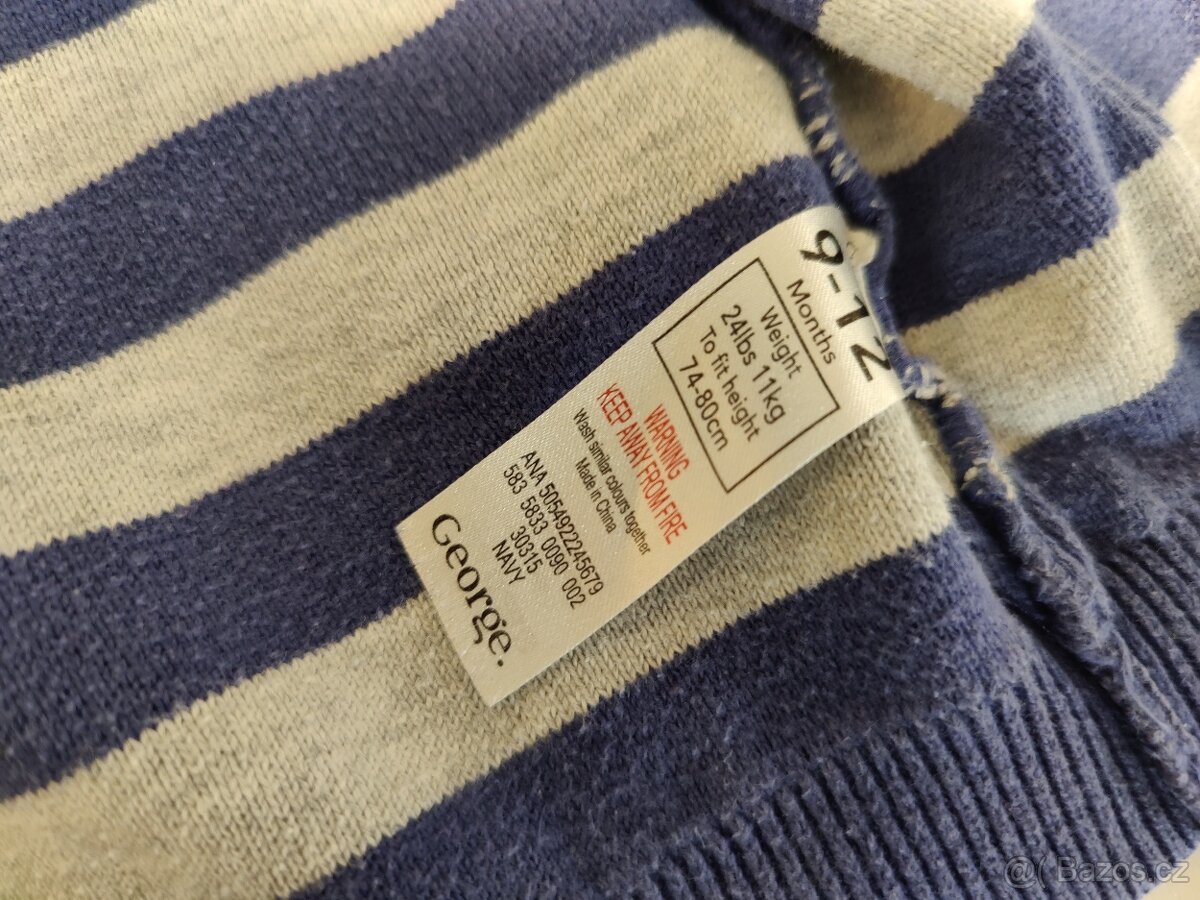 9-12
Months
Weight
24lbs 11kg
To fit height
74-80cm
WARNING
KEEP AWAY FROM FIRE
Wash similar colours together
Made in China
ANA 5054922245679
583 5833 0090 002
30315
NAVY
George.
@( Bazos.cz